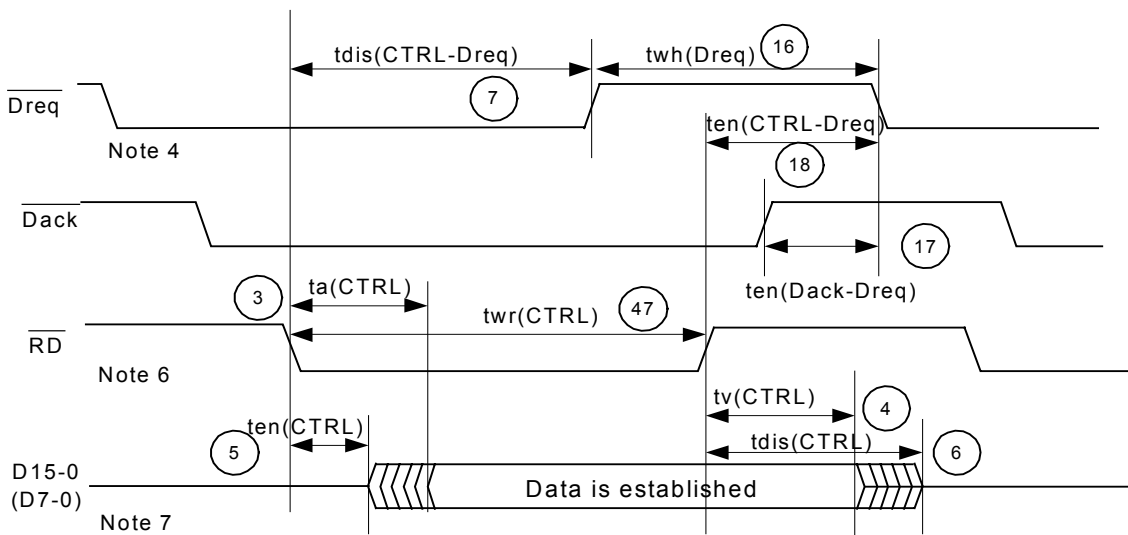 tdis(CTRL-Dreq)
twh(Dreq)
16
Dreq
7
ten(CTRL-Dreq)
Note 4
18
Dack
17
ten(Dack-Dreq)
3
ta(CTRL)
twr(CTRL)
47
RD
Note 6
tv(CTRL)
4
ten(CTRL)
5
tdis(CTRL)
6
D15-0
(D7-0)
Data is established
Note 7